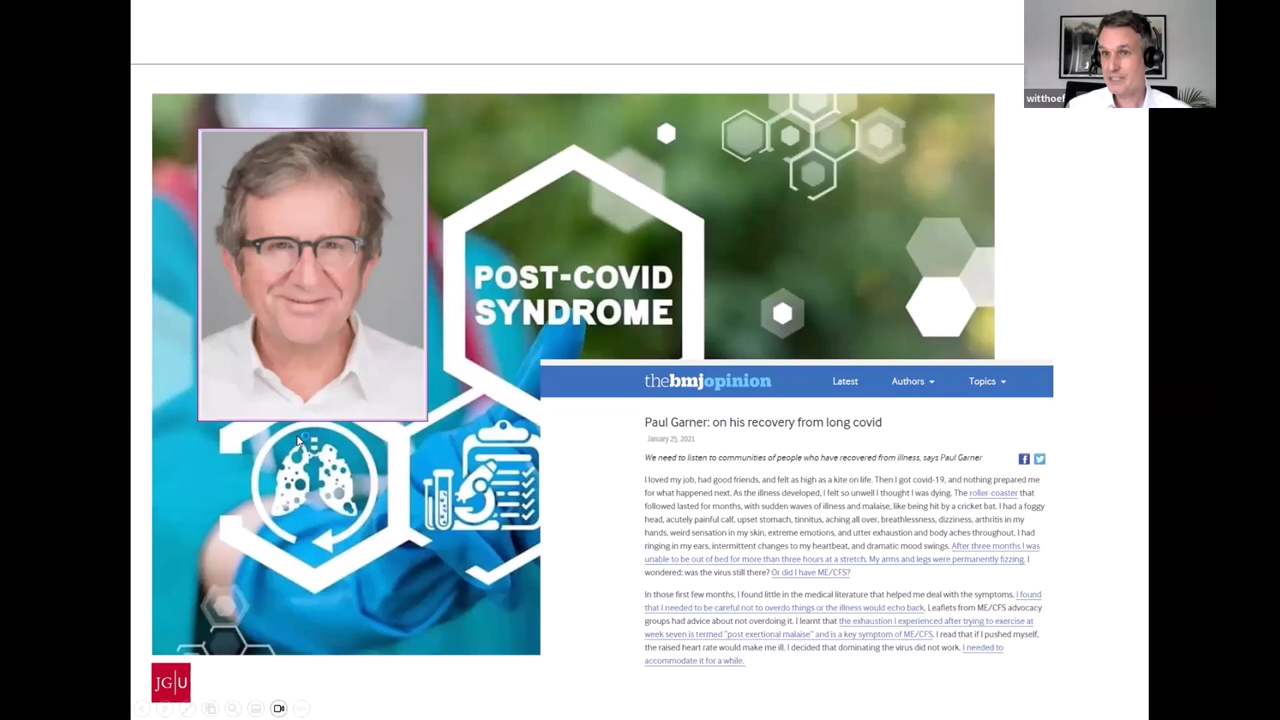 witthoef
POST-COVID
SYNDROME
thebmjopinion
Latest
Authors
Topics
Paul Garner: on his recovery from long covid
January 25, 2021
We need to listen to communities of people who have recovered from illness, says Paul Garner
I loved my job, had good friends, and felt as high as a kite on life. Then I got covid-19, and nothing prepared me
for what happened next. As the illness developed, I felt so unwell I thought I was dying. The roller-coaster that
followed lasted for months, with sudden waves of illness and malaise, like being hit by a cricket bat. I had a foggy
head, acutely painful calf, upset stomach, tinnitus, aching all over, breathlessness, dizziness, arthritis in my
hands, weird sensation in my skin, extreme emotions, and utter exhaustion and body aches throughout. I had
ringing in my ears, intermittent changes to my heartbeat, and dramatic mood swings. After three months I was
unable to be out of bed for more than three hours at a stretch. My arms and legs were permanently fizzing. I
wondered: was the virus still there? Or did I have ME/CFS?
In those first few months, I found little in the medical literature that helped me deal with the symptoms. I found
that I needed to be careful not to overdo things or the illness would echo back. Leaflets from ME/CFS advocacy
groups had advice about not overdoing it. I learnt that the exhaustion I experienced after trying to exercise at
week seven is termed "post exertional malaise" and is a key symptom of ME/CFS. I read that if I pushed myself,
the raised heart rate would make me ill. I decided that dominating the virus did not work. I needed to
accommodate it for a while.
JG|U